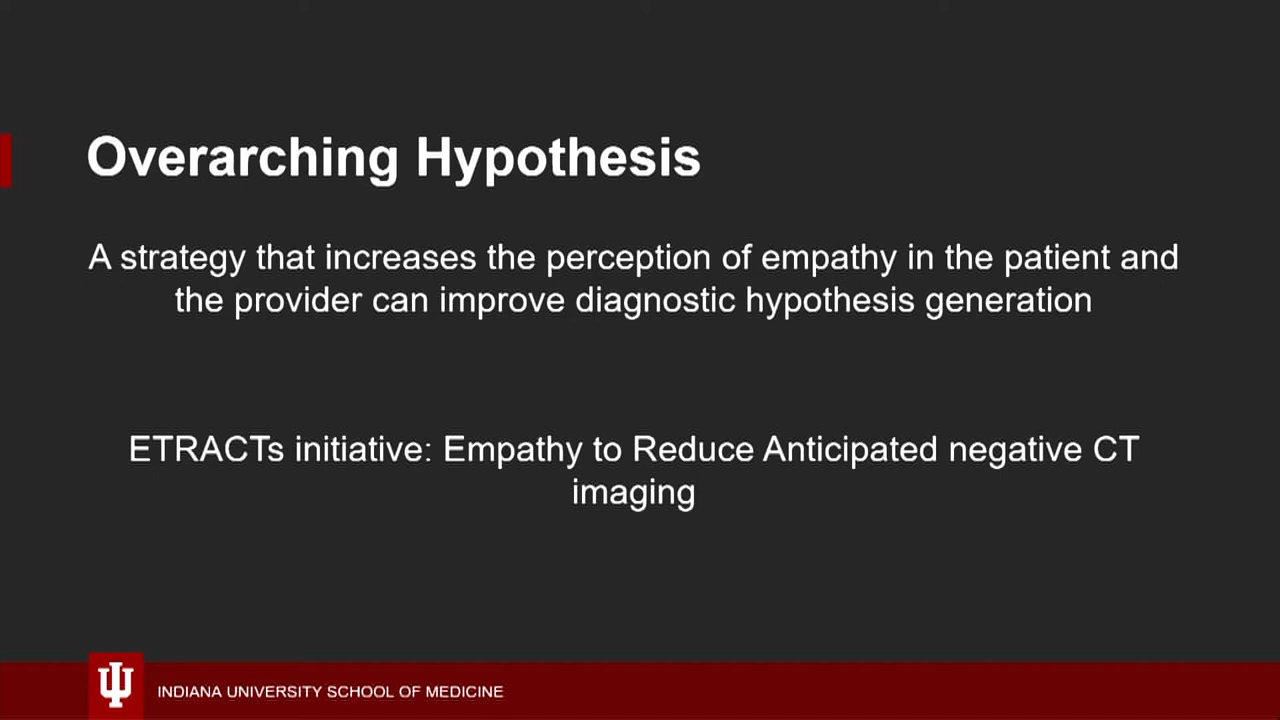 Overarching Hypothesis
A strategy that increases the perception of empathy in the patient and
the provider can improve diagnostic hypothesis generation
ETRACTs initiative: Empathy to Reduce Anticipated negative CT
imaging
INDIANA UNIVERSITY SCHOOL OF MEDICINE